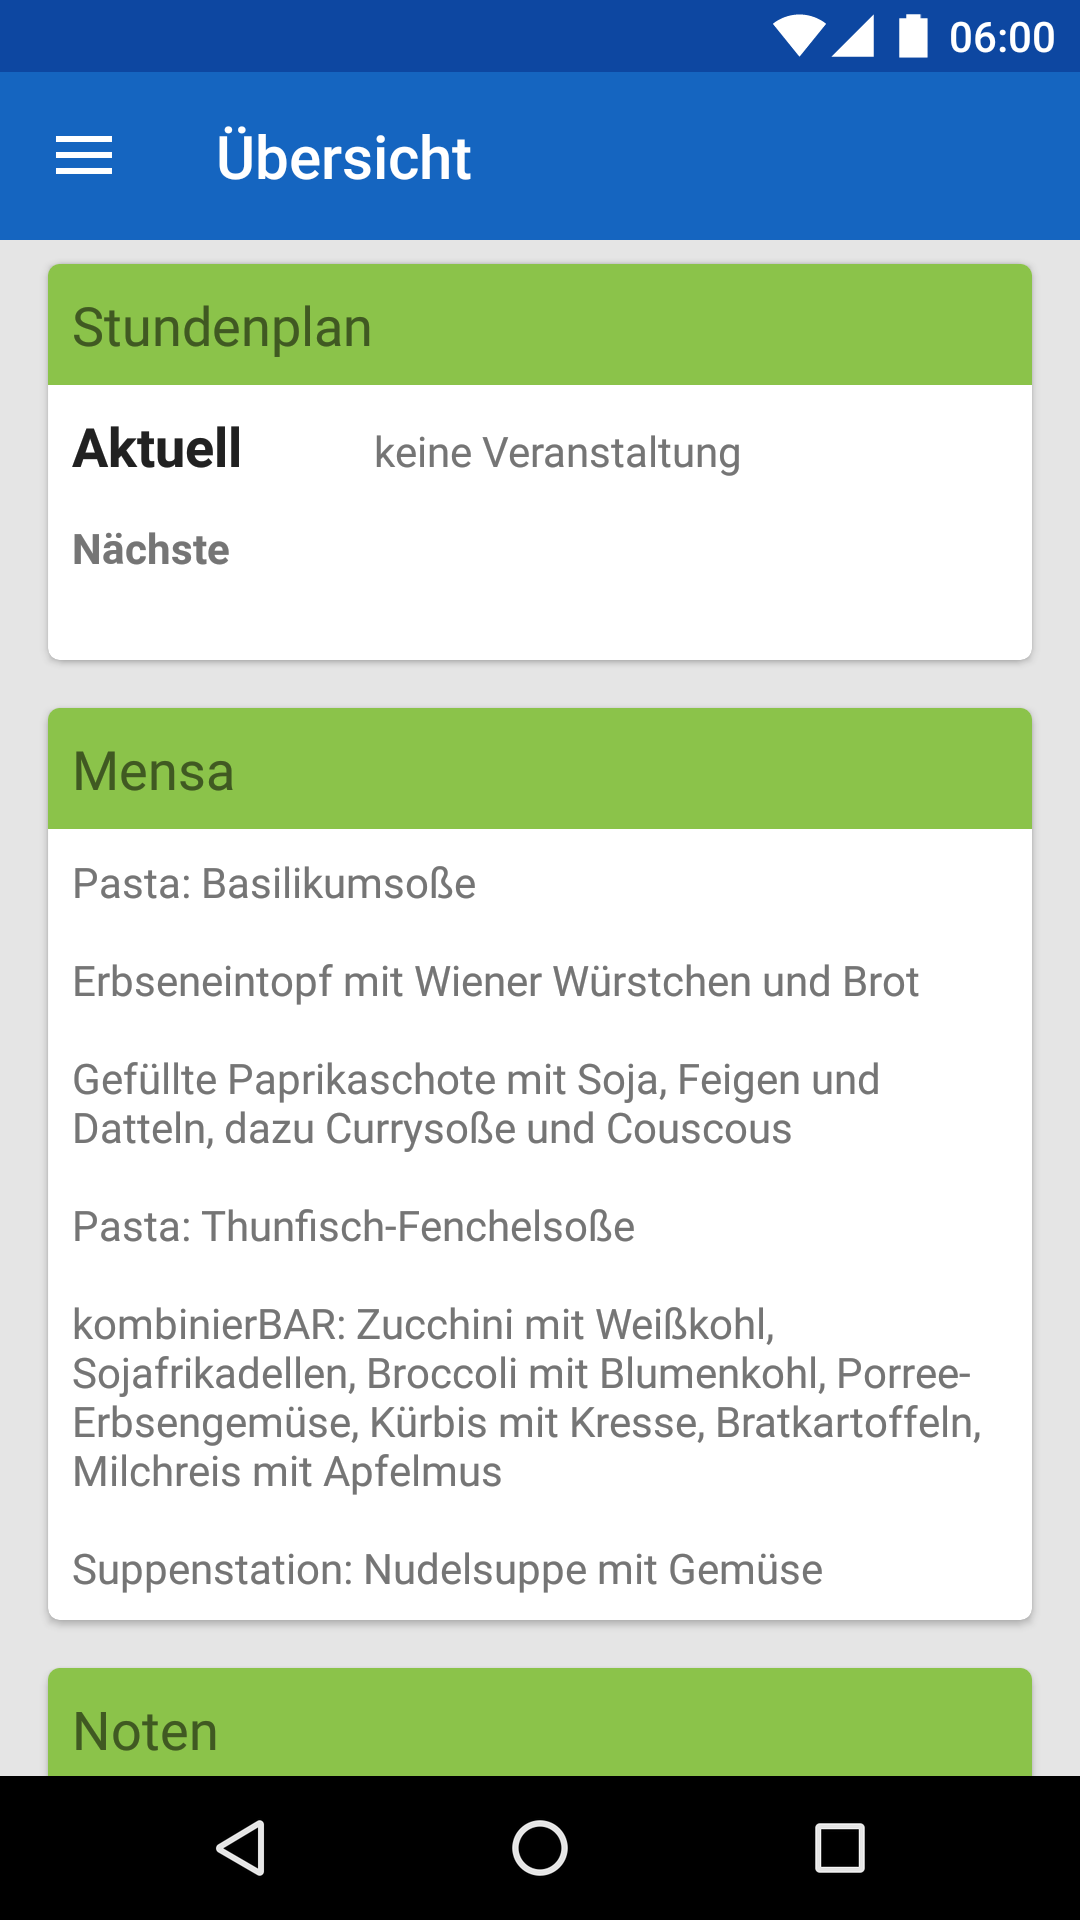 06:00
Übersicht
Stundenplan
Aktuell keine Veranstaltung
Nächste
Mensa
Pasta: Basilikumsoße
Erbseneintopf mit Wiener Würstchen und Brot
Gefüllte Paprikaschote mit Soja, Feigen und
Datteln, dazu Currysoße und Couscous
Pasta: Thunfisch-Fenchelsoße
kombinierBAR: Zucchini mit Weißkohl,
Sojafrikadellen, Broccoli mit Blumenkohl, Porree-
Erbsengemüse, Kürbis mit Kresse, Bratkartoffeln,
Milchreis mit Apfelmus
Suppenstation: Nudelsuppe mit Gemüse
Noten